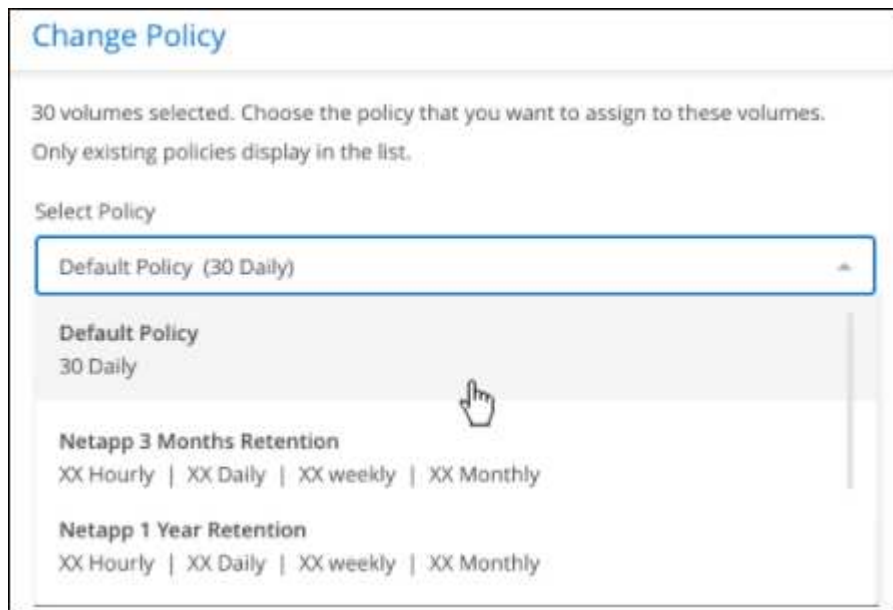 Change Policy
30 volumes selected. Choose the policy that you want to assign to these volumes.
Only existing policies display in the list.
Select Policy
Default Policy (30 Daily)
Default Policy
30 Daily
Netapp 3 Months Retention
XX Hourly | XX Daily | XX weekly | XX Monthly
Netapp 1 Year Retention
XX Hourly | XX Daily | XX weekly | XX Monthly